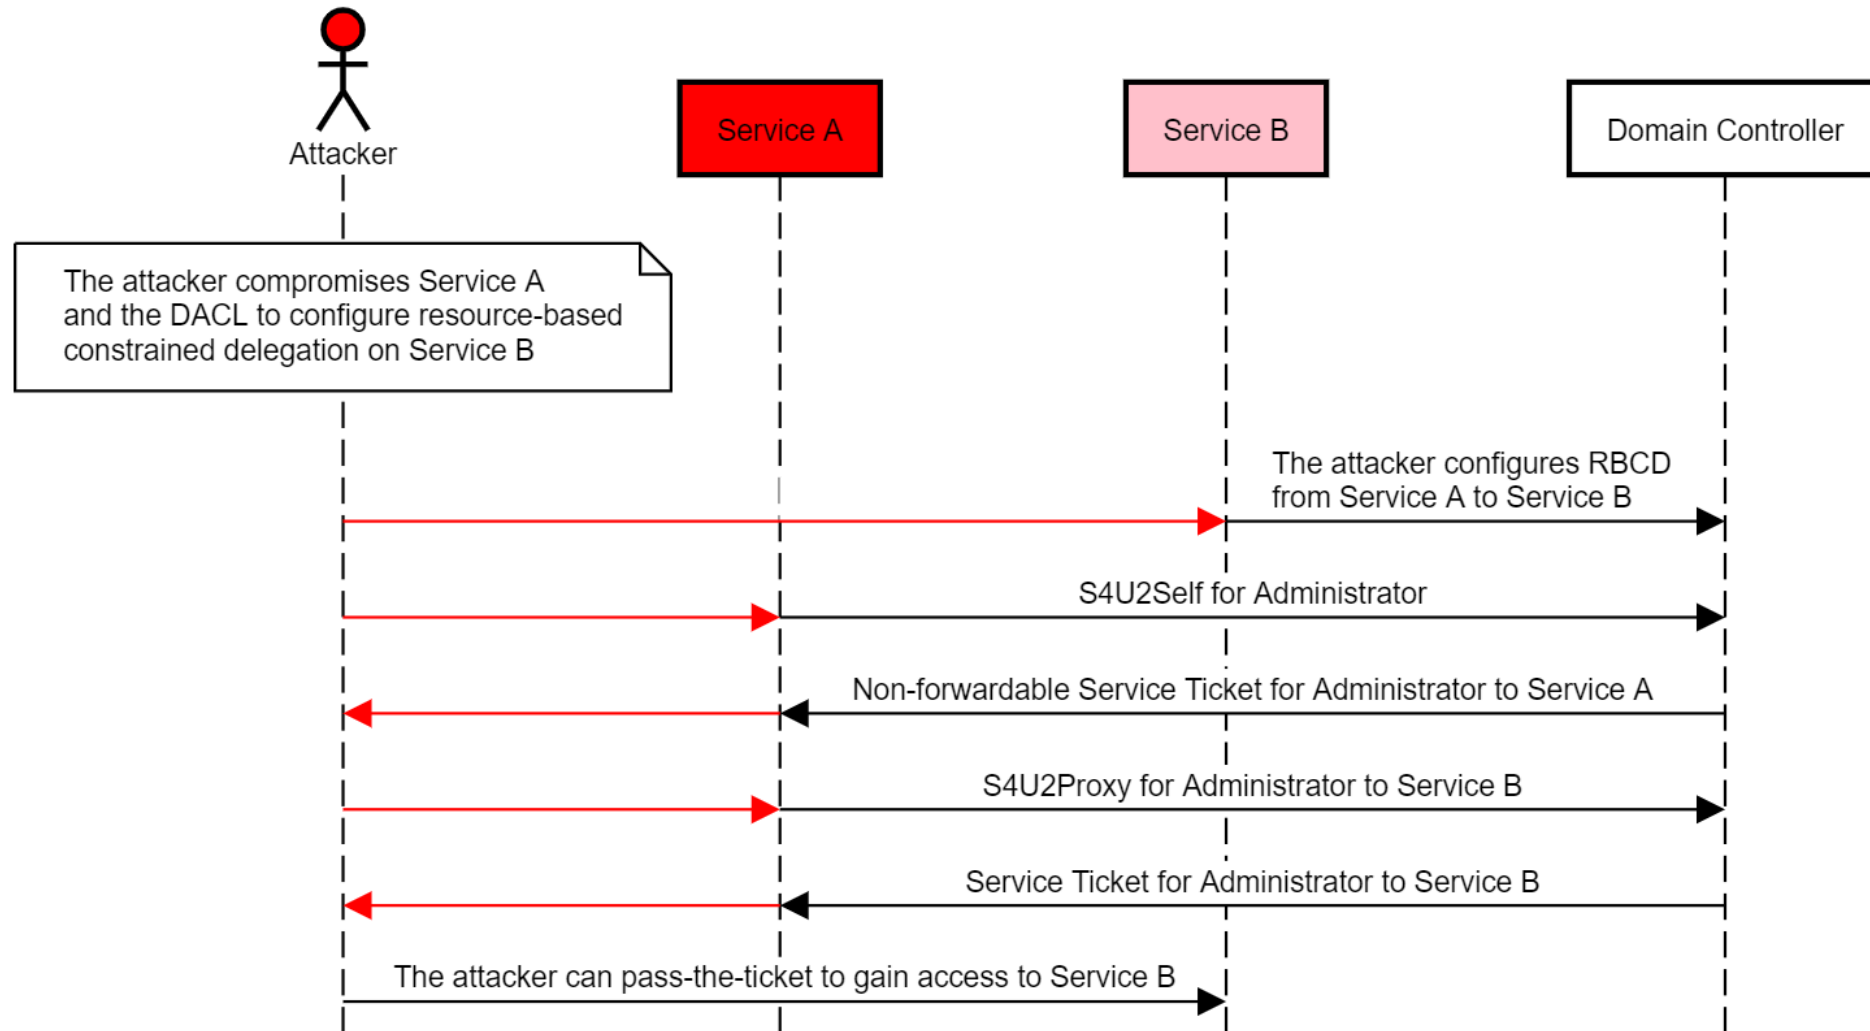 Attacker
Service A
Service B
Domain Controller
The attacker compromises Service A
and the DACL to configure resource-based
constrained delegation on Service B
The attacker configures RBCD
from Service A to Service B
S4U2Self for Administrator
Non-forwardable Service Ticket for Administrator to Service A
S4U2Proxy for Administrator to Service B
Service Ticket for Administrator to Service B
The attacker can pass-the-ticket to gain access to Service B